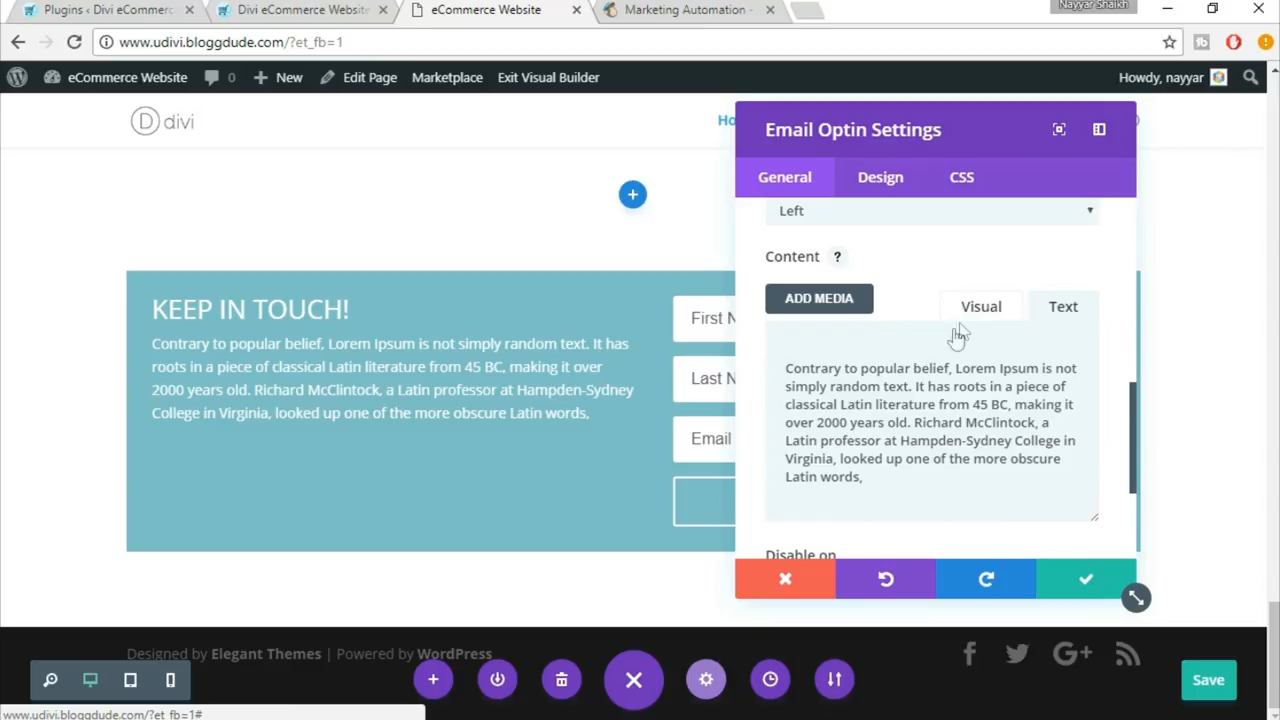 Plugins ‹ Divi eCommerc
Divi eCommerce Website
eCommerce Website
Marketing Automation -
Nayyar Shaikh
www.udivi.bloggdude.com/?et_fb=1
eCommerce Website
0
New
Edit Page
Marketplace
Exit Visual Builder
Howdy, nayyar
D divi
Ho
Email Optin Settings
General
Design
CSS
Left
Content ?
ADD MEDIA
Visual
Text
KEEP IN TOUCH!
Contrary to popular belief, Lorem Ipsum is not simply random text. It has
roots in a piece of classical Latin literature from 45 BC, making it over
2000 years old. Richard McClintock, a Latin professor at Hampden-Sydney
College in Virginia, looked up one of the more obscure Latin words,
First N
Last N
Email
Contrary to popular belief, Lorem Ipsum is not
simply random text. It has roots in a piece of
classical Latin literature from 45 BC, making it
over 2000 years old. Richard McClintock, a
Latin professor at Hampden-Sydney College in
Virginia, looked up one of the more obscure
Latin words,
Disable on
Designed by Elegant Themes | Powered by WordPress
Save
www.udivi.bloggdude.com/?et_fb=1#